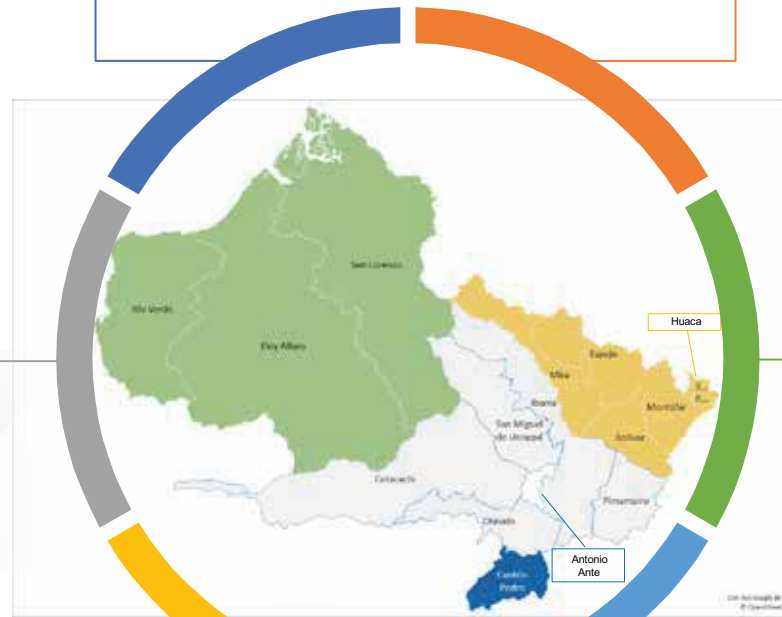 San Lorenzo
Río Verde
Eloy Alfaro
Huaca
Espejo
Mira
Montúfar
Ibarra
San Miguel
de Urcuquí
Bolívar
Cotacachi
Pimampiro
Otavalo
Antonio
Ante
Pedro